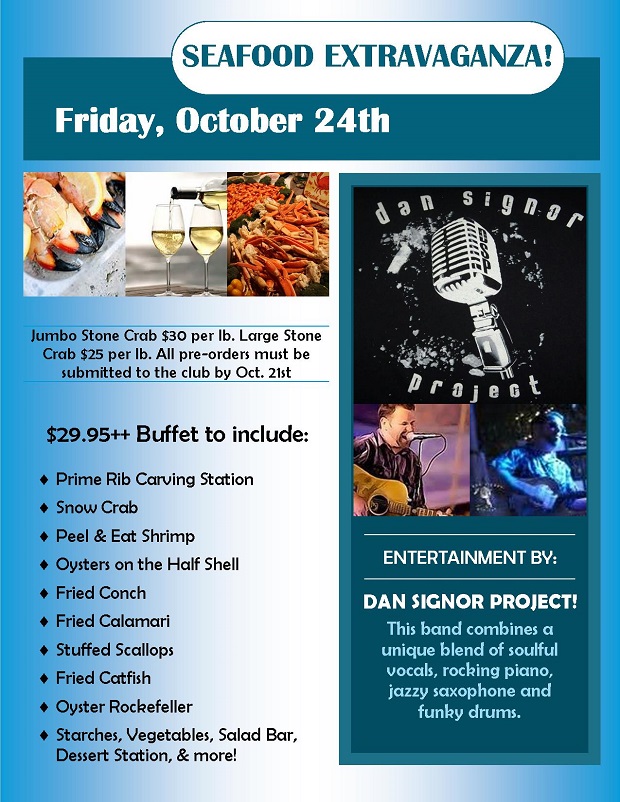 SEAFOOD EXTRAVAGANZA!
Friday, October 24th
Jumbo Stone Crab $30 per lb. Large Stone
Crab $25 per lb. All pre-orders must be
submitted to the club by Oct. 21st
$29.95++ Buffet to include:
♦ Prime Rib Carving Station
♦ Snow Crab
♦ Peel & Eat Shrimp
♦ Oysters on the Half Shell
♦ Fried Conch
♦ Fried Calamari
♦ Stuffed Scallops
♦ Fried Catfish
♦ Oyster Rockefeller
♦ Starches, Vegetables, Salad Bar,
Dessert Station, & more!
dan signor
project
ENTERTAINMENT BY:
DAN SIGNOR PROJECT!
This band combines a
unique blend of soulful
vocals, rocking piano,
jazzy saxophone and
funky drums.